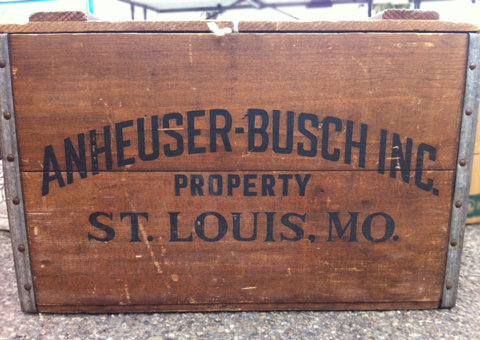 ANHEUSER-BUSCH INC.
PROPERTY
ST. LOUIS, MO.